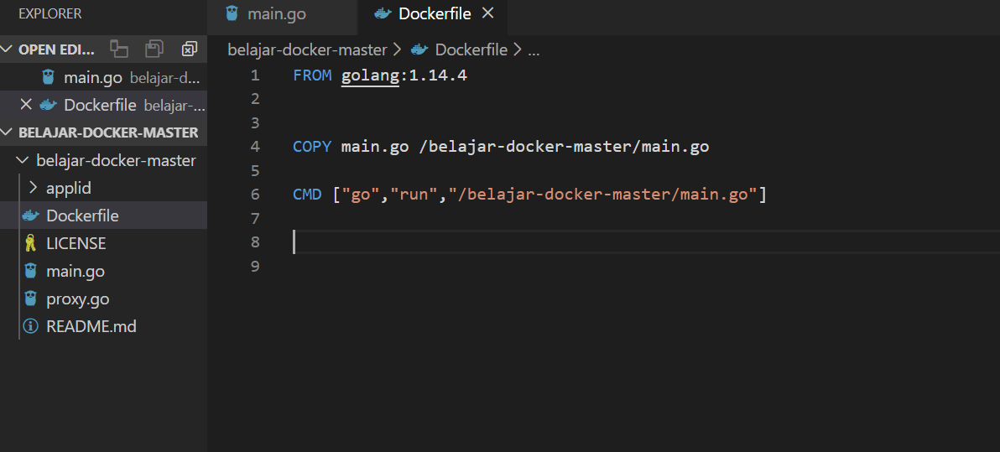 EXPLORER
OPEN EDI...
main.go belajar-d...
Dockerfile belajar-...
BELAJAR-DOCKER-MASTER
belajar-docker-master
applid
Dockerfile
LICENSE
main.go
proxy.go
README.md
main.go
Dockerfile
belajar-docker-master > Dockerfile > ...
1 FROM golang:1.14.4
2
3
4 COPY main.go /belajar-docker-master/main.go
5
6 CMD ["go","run","/belajar-docker-master/main.go"]
7
8
9